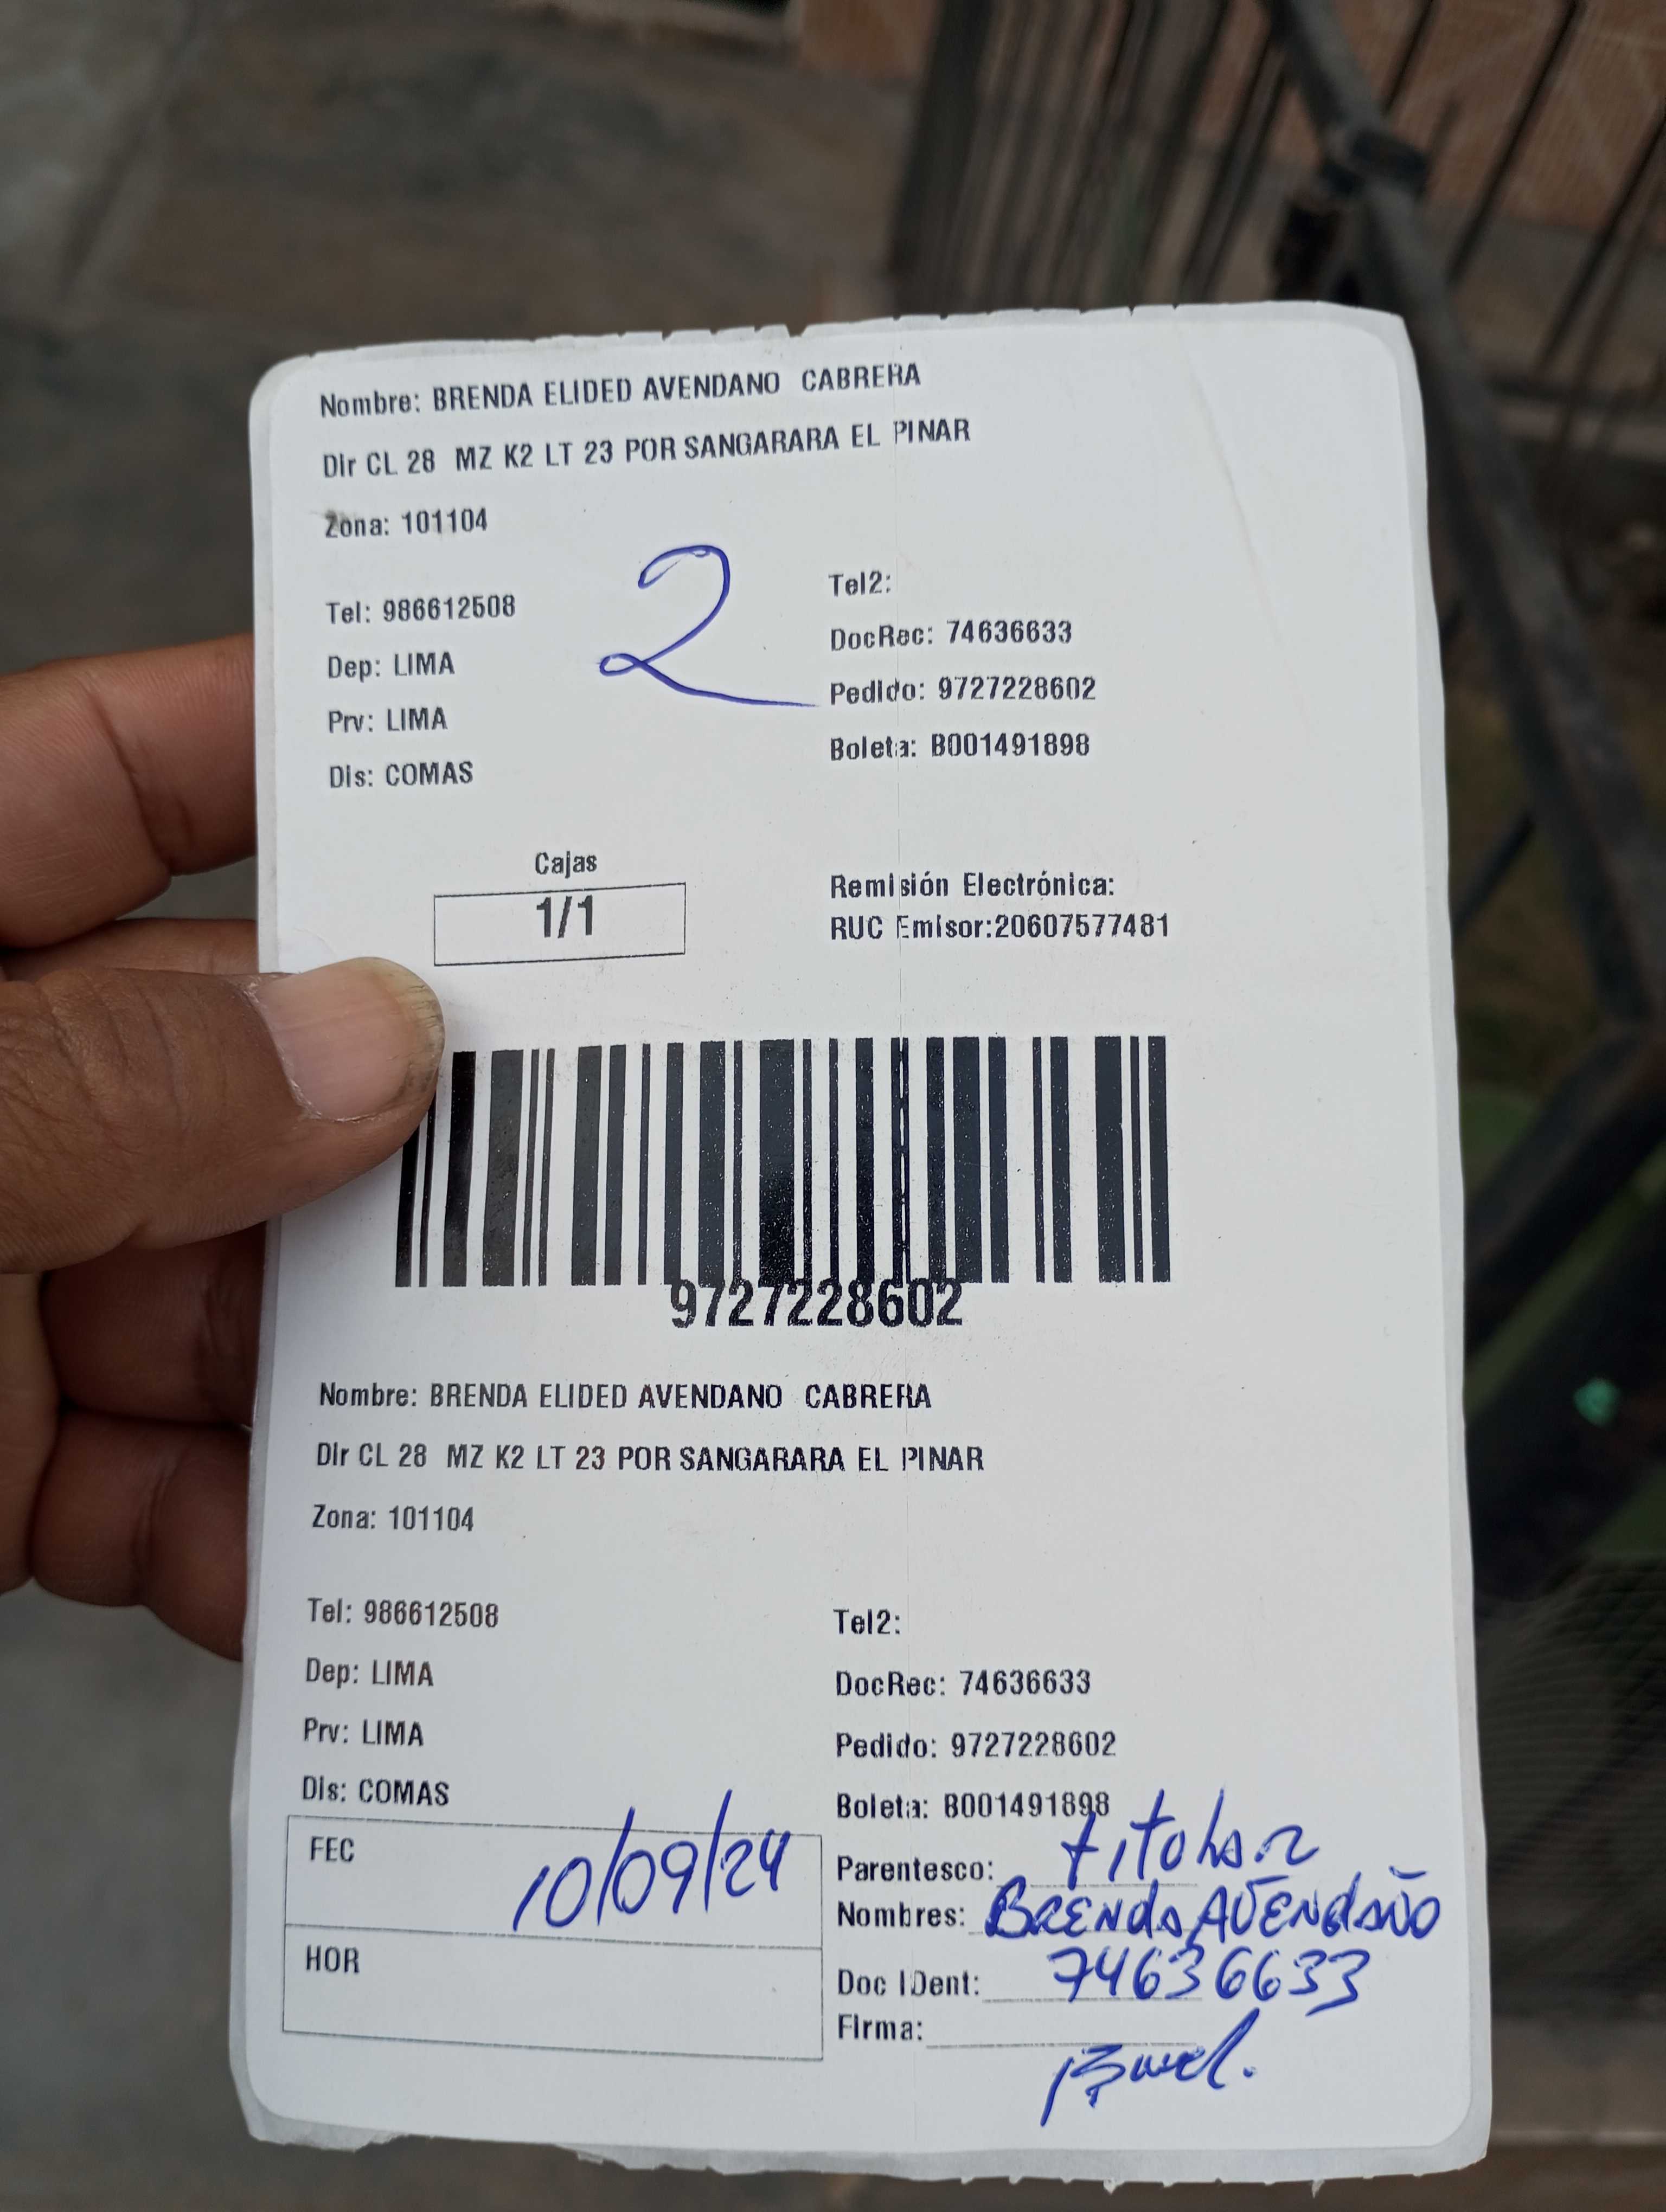 Nombre: BRENDA ELIDED AVENDANO CABRERA
Dir CL 28 MZ K2 LT 23 POR SANGARARA EL PINAR
Zona: 101104
2
Tel: 986612508
Tel2:
Dep: LIMA
DocRec: 74636633
Prv: LIMA
Pedido: 9727228602
Dis: COMAS
Boleta: B001491898
Cajas
1/1
Remisión Electrónica:
RUC Emisor:20607577481
9727228602
Nombre: BRENDA ELIDED AVENDANO CABRERA
Dir CL 28 MZ K2 LT 23 POR SANGARARA EL PINAR
Zona: 101104
Tel: 986612508
Tel2:
Dep: LIMA
DocRec: 74636633
Prv: LIMA
Pedido: 9727228602
Dis: COMAS
Boleta: B001491898
FEC 10/09/24
HOR
Parentesco: titular
Nombres: BRENDA AVENDAÑO
Doc IDent: 74636633
Firma: